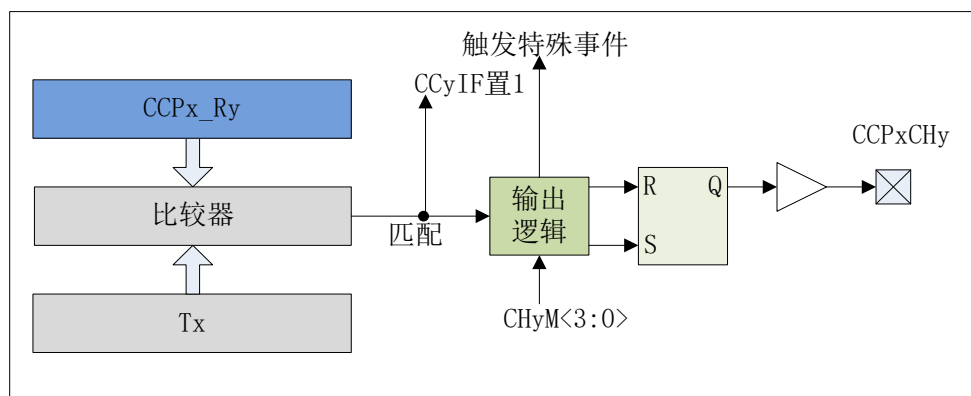 触发特殊事件
CCyIF置1
CCPx_Ry
CCPxCHy
比较器
匹配
输出
逻辑
R
Q
S
Tx
CHyM<3:0>